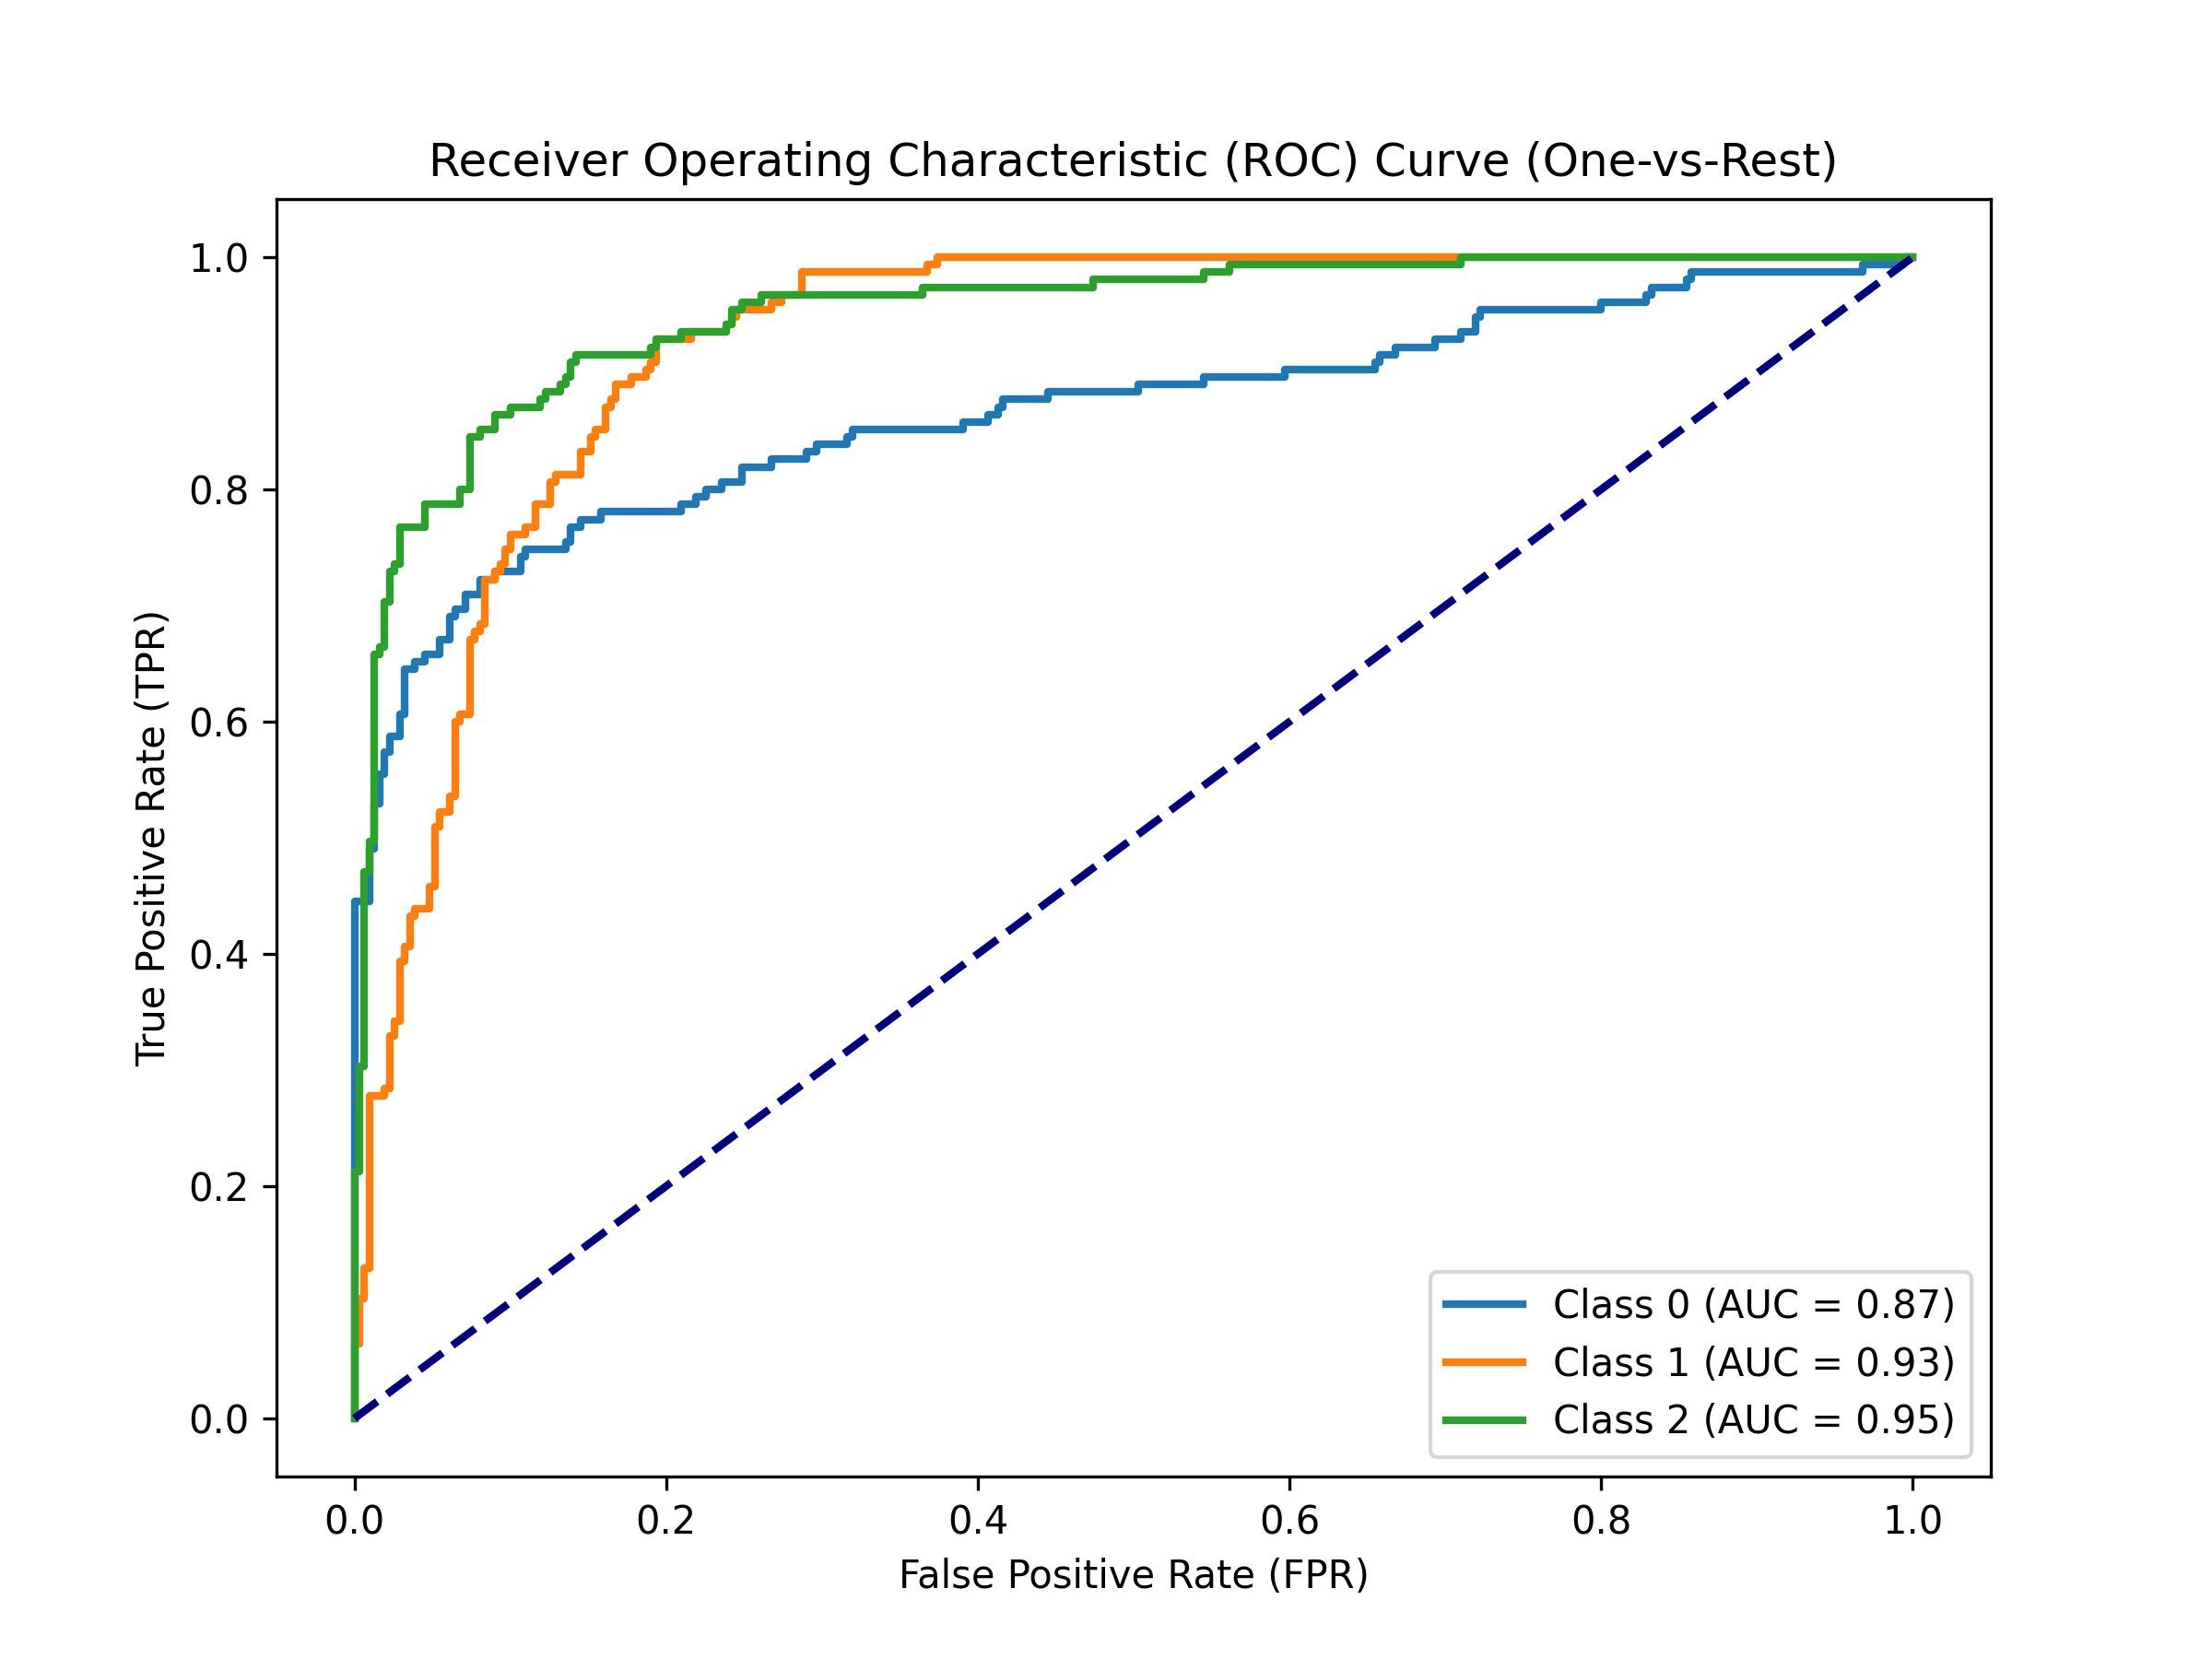 Receiver Operating Characteristic (ROC) Curve (One-vs-Rest)
True Positive Rate (TPR)
1.0
0.8
0.6
0.4
0.2
0.0
Class 0 (AUC = 0.87)
Class 1 (AUC = 0.93)
Class 2 (AUC = 0.95)
0.0 0.2 0.4 0.6 0.8 1.0
False Positive Rate (FPR)